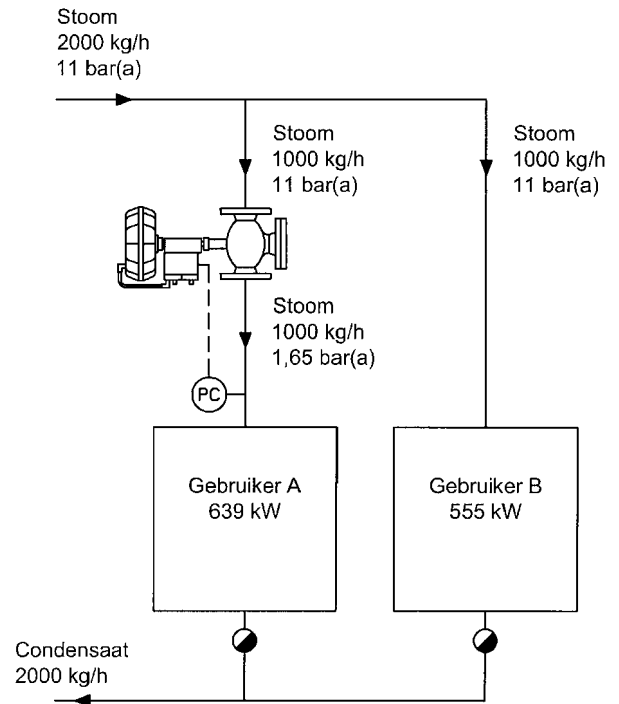 Stoom
2000 kg/h
11 bar(a)
Stoom
1000 kg/h
11 bar(a)
Stoom
1000 kg/h
11 bar(a)
Stoom
1000 kg/h
1,65 bar(a)
PC
Gebruiker A
639 kW
Gebruiker B
555 kW
Condensaat
2000 kg/h